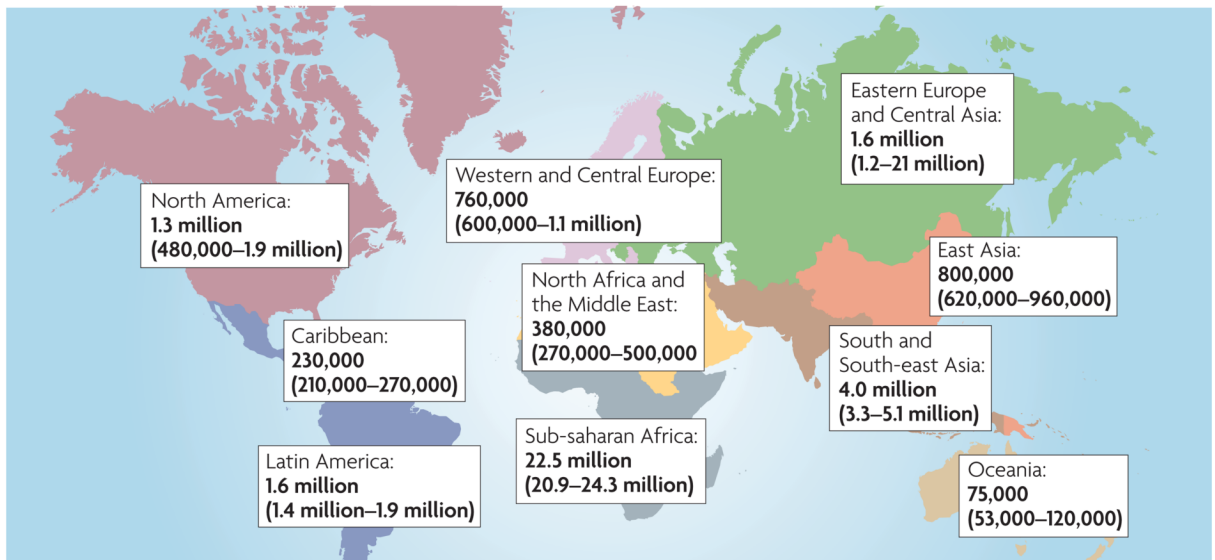 North America:
1.3 million
(480,000–1.9 million)
Western and Central Europe:
760,000
(600,000–1.1 million)
Eastern Europe
and Central Asia:
1.6 million
(1.2–21 million)
North Africa and
the Middle East:
380,000
(270,000–500,000
East Asia:
800,000
(620,000–960,000)
Caribbean:
230,000
(210,000–270,000)
South and
South-east Asia:
4.0 million
(3.3–5.1 million)
Latin America:
1.6 million
(1.4 million–1.9 million)
Sub-saharan Africa:
22.5 million
(20.9–24.3 million)
Oceania:
75,000
(53,000–120,000)